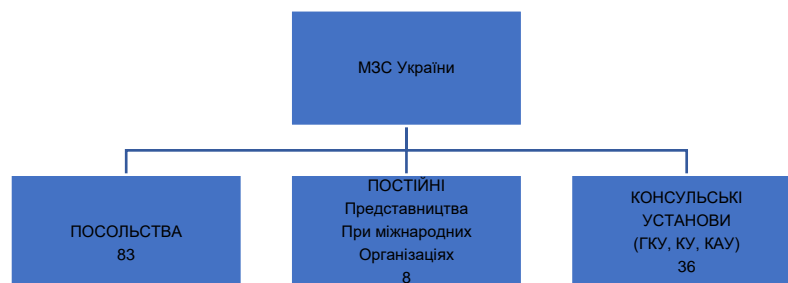 МЗС України
ПОСОЛЬСТВА
83
ПОСТІЙНІ
Представництва
При міжнародних
Організаціях
8
КОНСУЛЬСЬКІ
УСТАНОВИ
(ГКУ, КУ, КАУ)
36